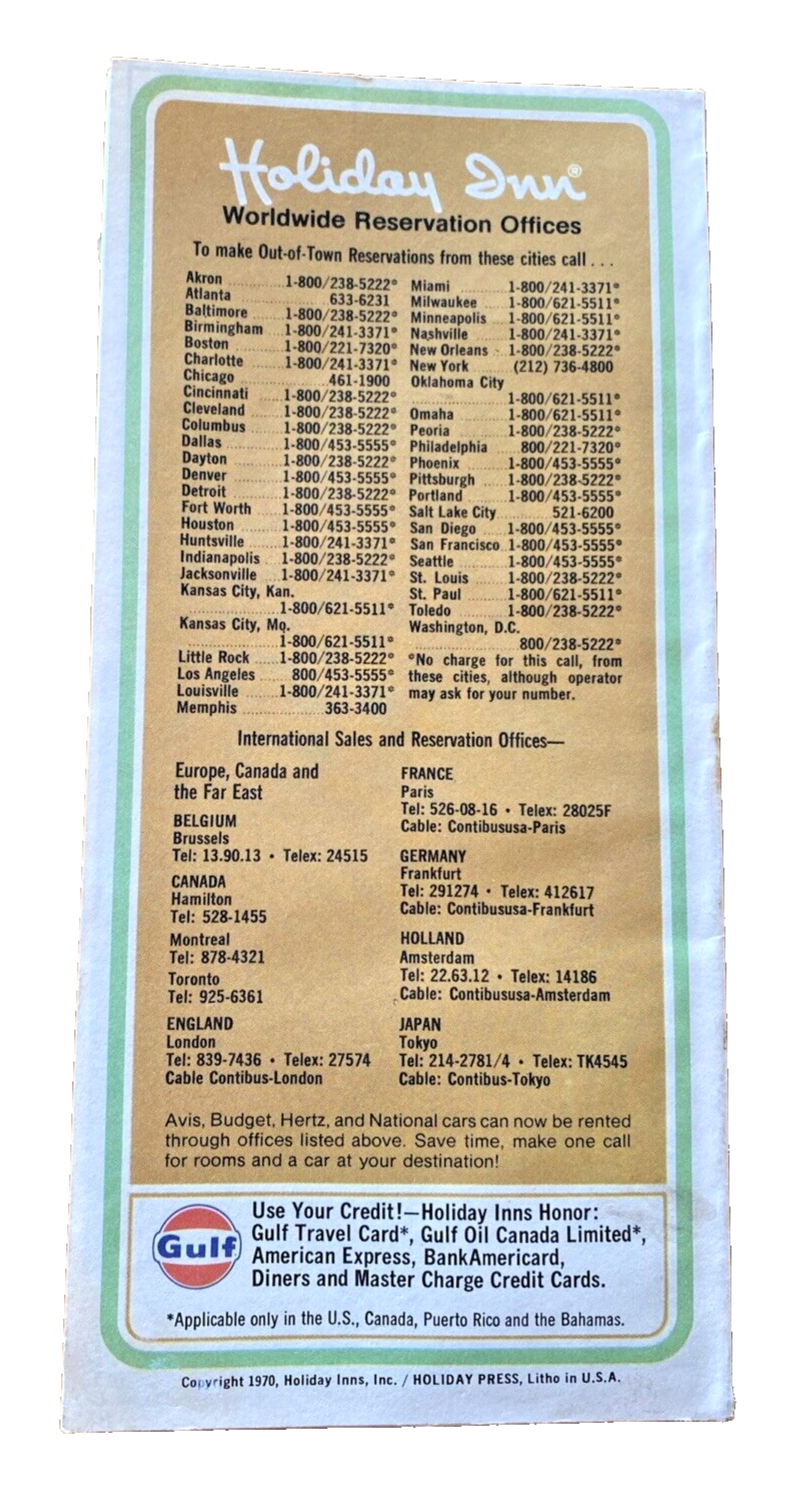 Holiday Inn®
Worldwide Reservation Offices
To make Out-of-Town Reservations from these cities call . . .
Akron ............ 1-800/238-5222*
Atlanta ............ 633-6231
Baltimore ...... 1-800/238-5222*
Birmingham ... 1-800/241-3371*
Boston .......... 1-800/221-7320*
Charlotte ....... 1-800/241-3371*
Chicago .................. 461-1900
Cincinnati ..... 1-800/238-5222*
Cleveland ...... 1-800/238-5222*
Columbus ...... 1-800/238-5222*
Dallas ........... 1-800/453-5555*
Dayton .......... 1-800/238-5222*
Denver .......... 1-800/453-5555*
Detroit .......... 1-800/238-5222*
Fort Worth .... 1-800/453-5555*
Houston ........ 1-800/453-5555*
Huntsville ...... 1-800/241-3371*
Indianapolis ... 1-800/238-5222*
Jacksonville ... 1-800/241-3371*
Kansas City, Kan.
.................... 1-800/621-5511*
Kansas City, Mo.
.................... 1-800/621-5511*
Little Rock ..... 1-800/238-5222*
Los Angeles ..... 800/453-5555*
Louisville ....... 1-800/241-3371*
Memphis ................ 363-3400
Miami ........... 1-800/241-3371*
Milwaukee ..... 1-800/621-5511*
Minneapolis ... 1-800/621-5511*
Nashville ....... 1-800/241-3371*
New Orleans .. 1-800/238-5222*
New York ........ (212) 736-4800
Oklahoma City
.................... 1-800/621-5511*
Omaha .......... 1-800/621-5511*
Peoria ........... 1-800/238-5222*
Philadelphia ..... 800/221-7320*
Phoenix ......... 1-800/453-5555*
Pittsburgh ..... 1-800/238-5222*
Portland ........ 1-800/453-5555*
Salt Lake City ............ 521-6200
San Diego ..... 1-800/453-5555*
San Francisco 1-800/453-5555*
Seattle .......... 1-800/453-5555*
St. Louis ....... 1-800/238-5222*
St. Paul ......... 1-800/621-5511*
Toledo ........... 1-800/238-5222*
Washington, D.C.
...................... 800/238-5222*
*No charge for this call, from
these cities, although operator
may ask for your number.
International Sales and Reservation Offices—
Europe, Canada and
the Far East
BELGIUM
Brussels
Tel: 13.90.13 • Telex: 24515
CANADA
Hamilton
Tel: 528-1455
Montreal
Tel: 878-4321
Toronto
Tel: 925-6361
ENGLAND
London
Tel: 839-7436 • Telex: 27574
Cable Contibus-London
FRANCE
Paris
Tel: 526-08-16 • Telex: 28025F
Cable: Contibususa-Paris
GERMANY
Frankfurt
Tel: 291274 • Telex: 412617
Cable: Contibususa-Frankfurt
HOLLAND
Amsterdam
Tel: 22.63.12 • Telex: 14186
Cable: Contibususa-Amsterdam
JAPAN
Tokyo
Tel: 214-2781/4 • Telex: TK4545
Cable: Contibus-Tokyo
Avis, Budget, Hertz, and National cars can now be rented
through offices listed above. Save time, make one call
for rooms and a car at your destination!
Gulf
Use Your Credit!—Holiday Inns Honor:
Gulf Travel Card*, Gulf Oil Canada Limited*,
American Express, BankAmericard,
Diners and Master Charge Credit Cards.
*Applicable only in the U.S., Canada, Puerto Rico and the Bahamas.
Copyright 1970, Holiday Inns, Inc. / HOLIDAY PRESS, Litho in U.S.A.